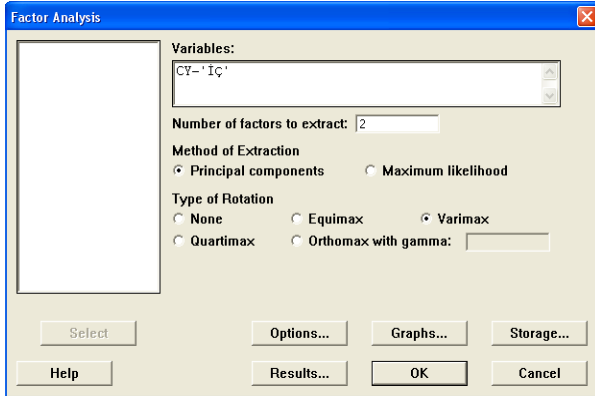 Factor Analysis
Variables:
CY-'İÇ'
Number of factors to extract: 2
Method of Extraction
Principal components Maximum likelihood
Type of Rotation
None Equimax Varimax
Quartimax Orthomax with gamma:
Select Options... Graphs... Storage...
Help Results... OK Cancel